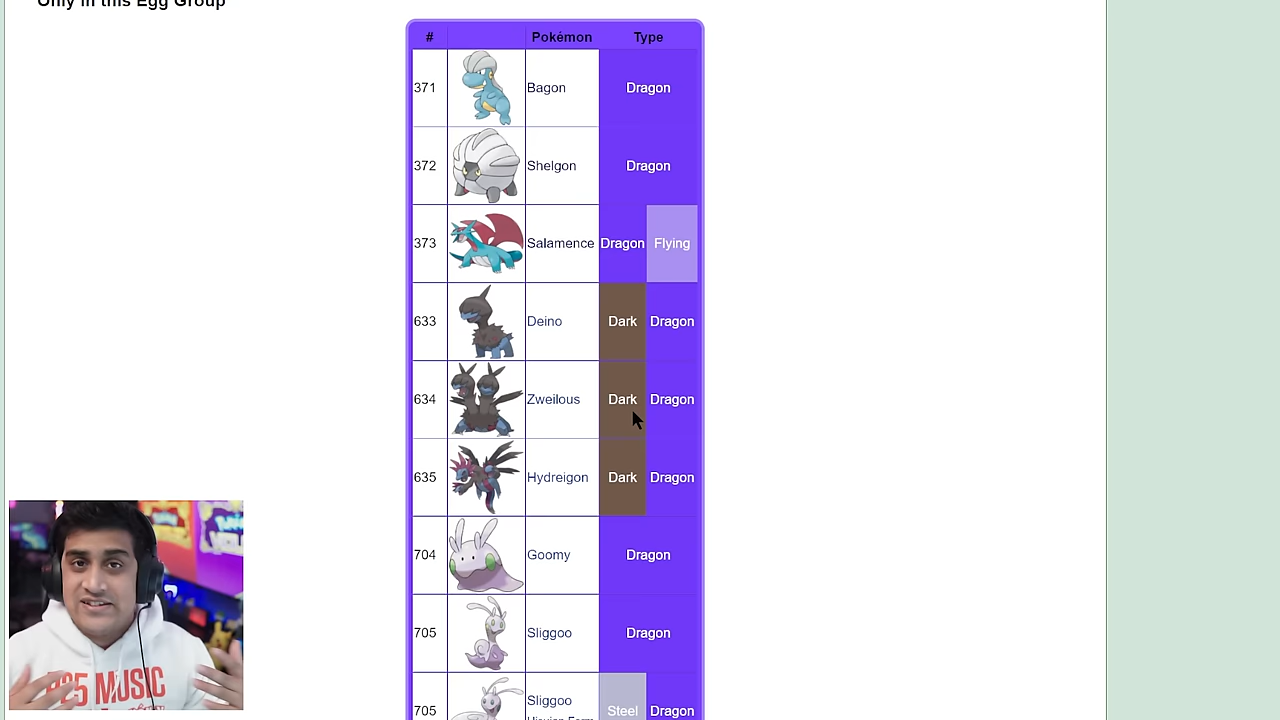 Only in this Egg Group
# Pokémon Type
371 Bagon Dragon
372 Shelgon Dragon
373 Salamence Dragon Flying
633 Deino Dark Dragon
634 Zweilous Dark Dragon
635 Hydreigon Dark Dragon
704 Goomy Dragon
705 Sliggoo Dragon
705 Sliggoo Steel Dragon
MUSIC